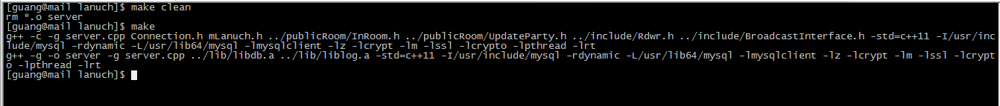 [guang@mail lanuch]$ make clean
rm *.o server
[guang@mail lanuch]$ make
g++ -c -g server.cpp Connection.h mLanuch.h ../publicRoom/InRoom.h ../publicRoom/UpdateParty.h ../include/Rdwr.h ../include/BroadcastInterface.h -std=c++11 -I/usr/inc
lude/mysql -rdynamic -L/usr/lib64/mysql -lmysqlclient -lz -lcrypt -lm -lssl -lcrypto -lpthread -lrt
g++ -g -o server -g server.cpp ../lib/libdb.a ../lib/liblog.a -std=c++11 -I/usr/include/mysql -rdynamic -L/usr/lib64/mysql -lmysqlclient -lz -lcrypt -lm -lssl -lcrypt
o -lpthread -lrt
[guang@mail lanuch]$